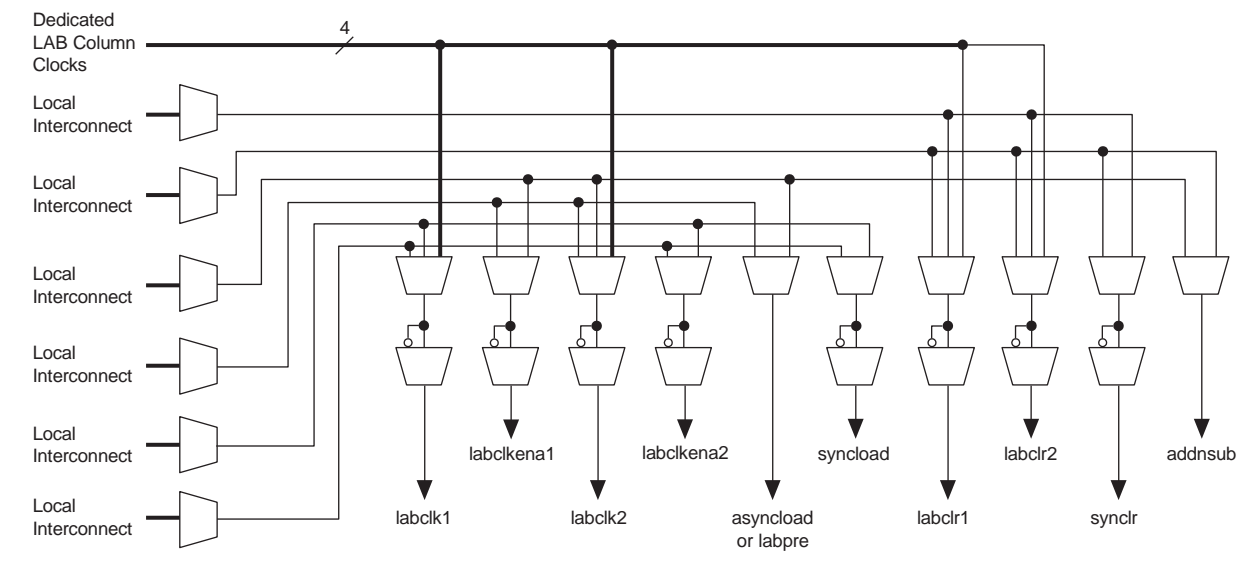 Dedicated
LAB Column
Clocks
4
Local
Interconnect
Local
Interconnect
Local
Interconnect
Local
Interconnect
Local
Interconnect
Local
Interconnect
labclkena1
labclkena2
syncload
labclr2
addnsub
labclk1
labclk2
asyncload
or labpre
labclr1
synclr